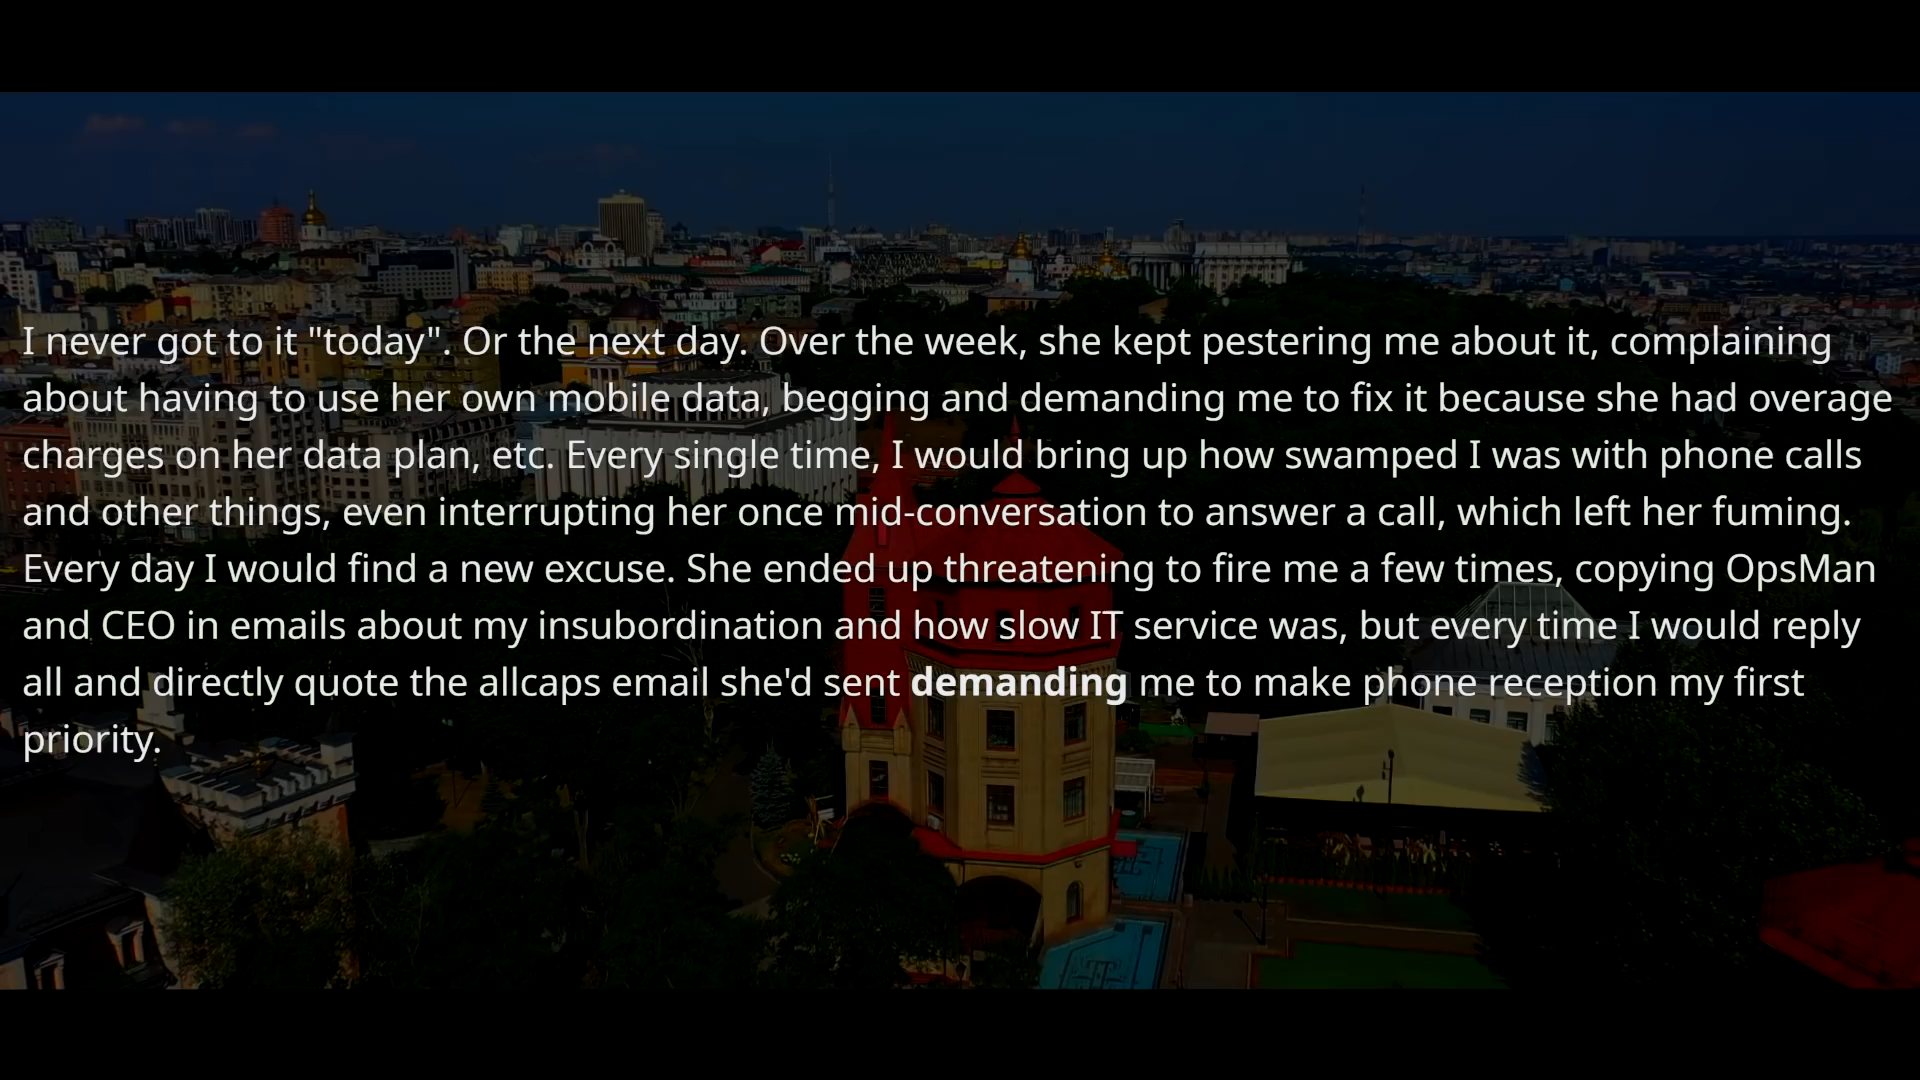 I never got to it "today". Or the next day. Over the week, she kept pestering me about it, complaining
about having to use her own mobile data, begging and demanding me to fix it because she had overage
charges on her data plan, etc. Every single time, I would bring up how swamped I was with phone calls
and other things, even interrupting her once mid-conversation to answer a call, which left her fuming.
Every day I would find a new excuse. She ended up threatening to fire me a few times, copying OpsMan
and CEO in emails about my insubordination and how slow IT service was, but every time I would reply
all and directly quote the allcaps email she'd sent demanding me to make phone reception my first
priority.